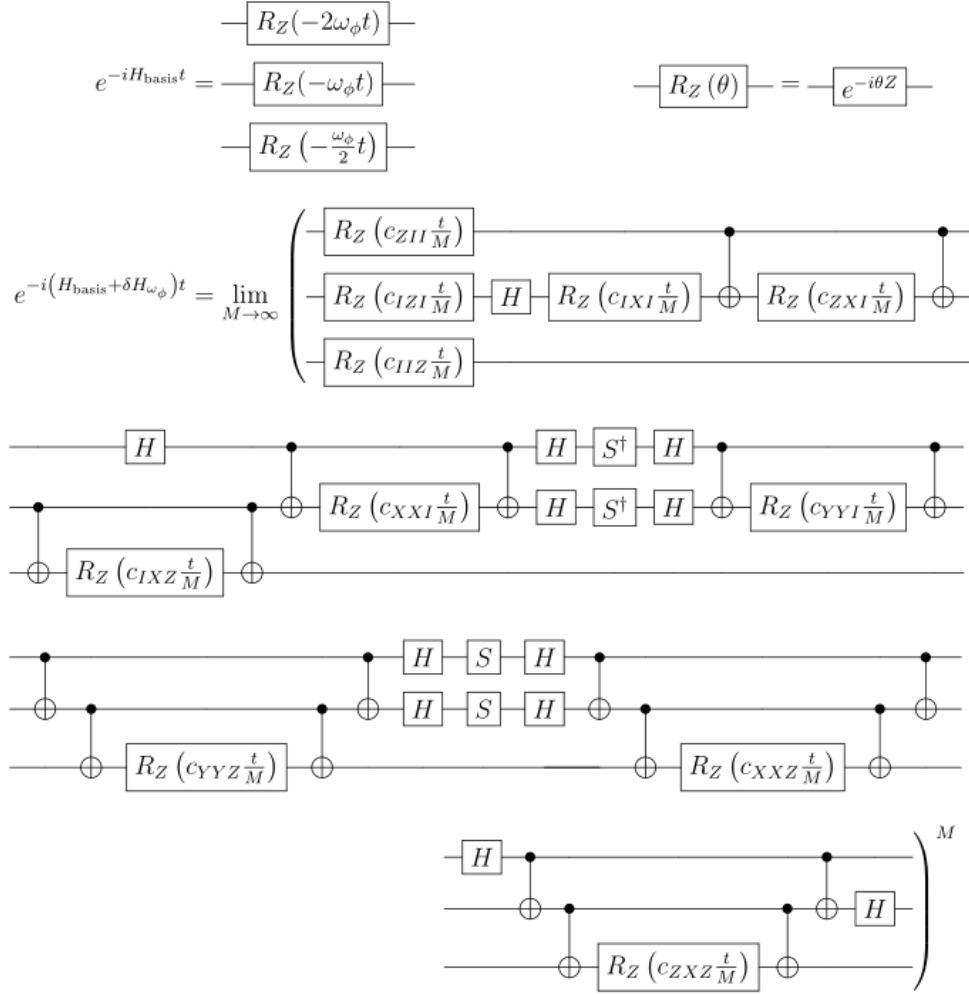 R_Z(−2ω_ϕt)
e^{−iH_basis t} = R_Z(−ω_ϕt) R_Z (θ) = e^{−iθZ}
R_Z (−ω_ϕ/2 t)
R_Z (c_{ZII} t/M)
e^{−i(H_basis+δH_{ω_ϕ})t} = lim_{M→∞} ( R_Z (c_{IZI} t/M) H R_Z (c_{IXI} t/M) R_Z (c_{ZXI} t/M)
R_Z (c_{IIZ} t/M)
H H S† H
R_Z (c_{XXI} t/M) H S† H R_Z (c_{YYI} t/M)
R_Z (c_{IXZ} t/M)
H S H
H S H
R_Z (c_{YYZ} t/M) R_Z (c_{XXZ} t/M)
H ) M
H
R_Z (c_{ZXZ} t/M)